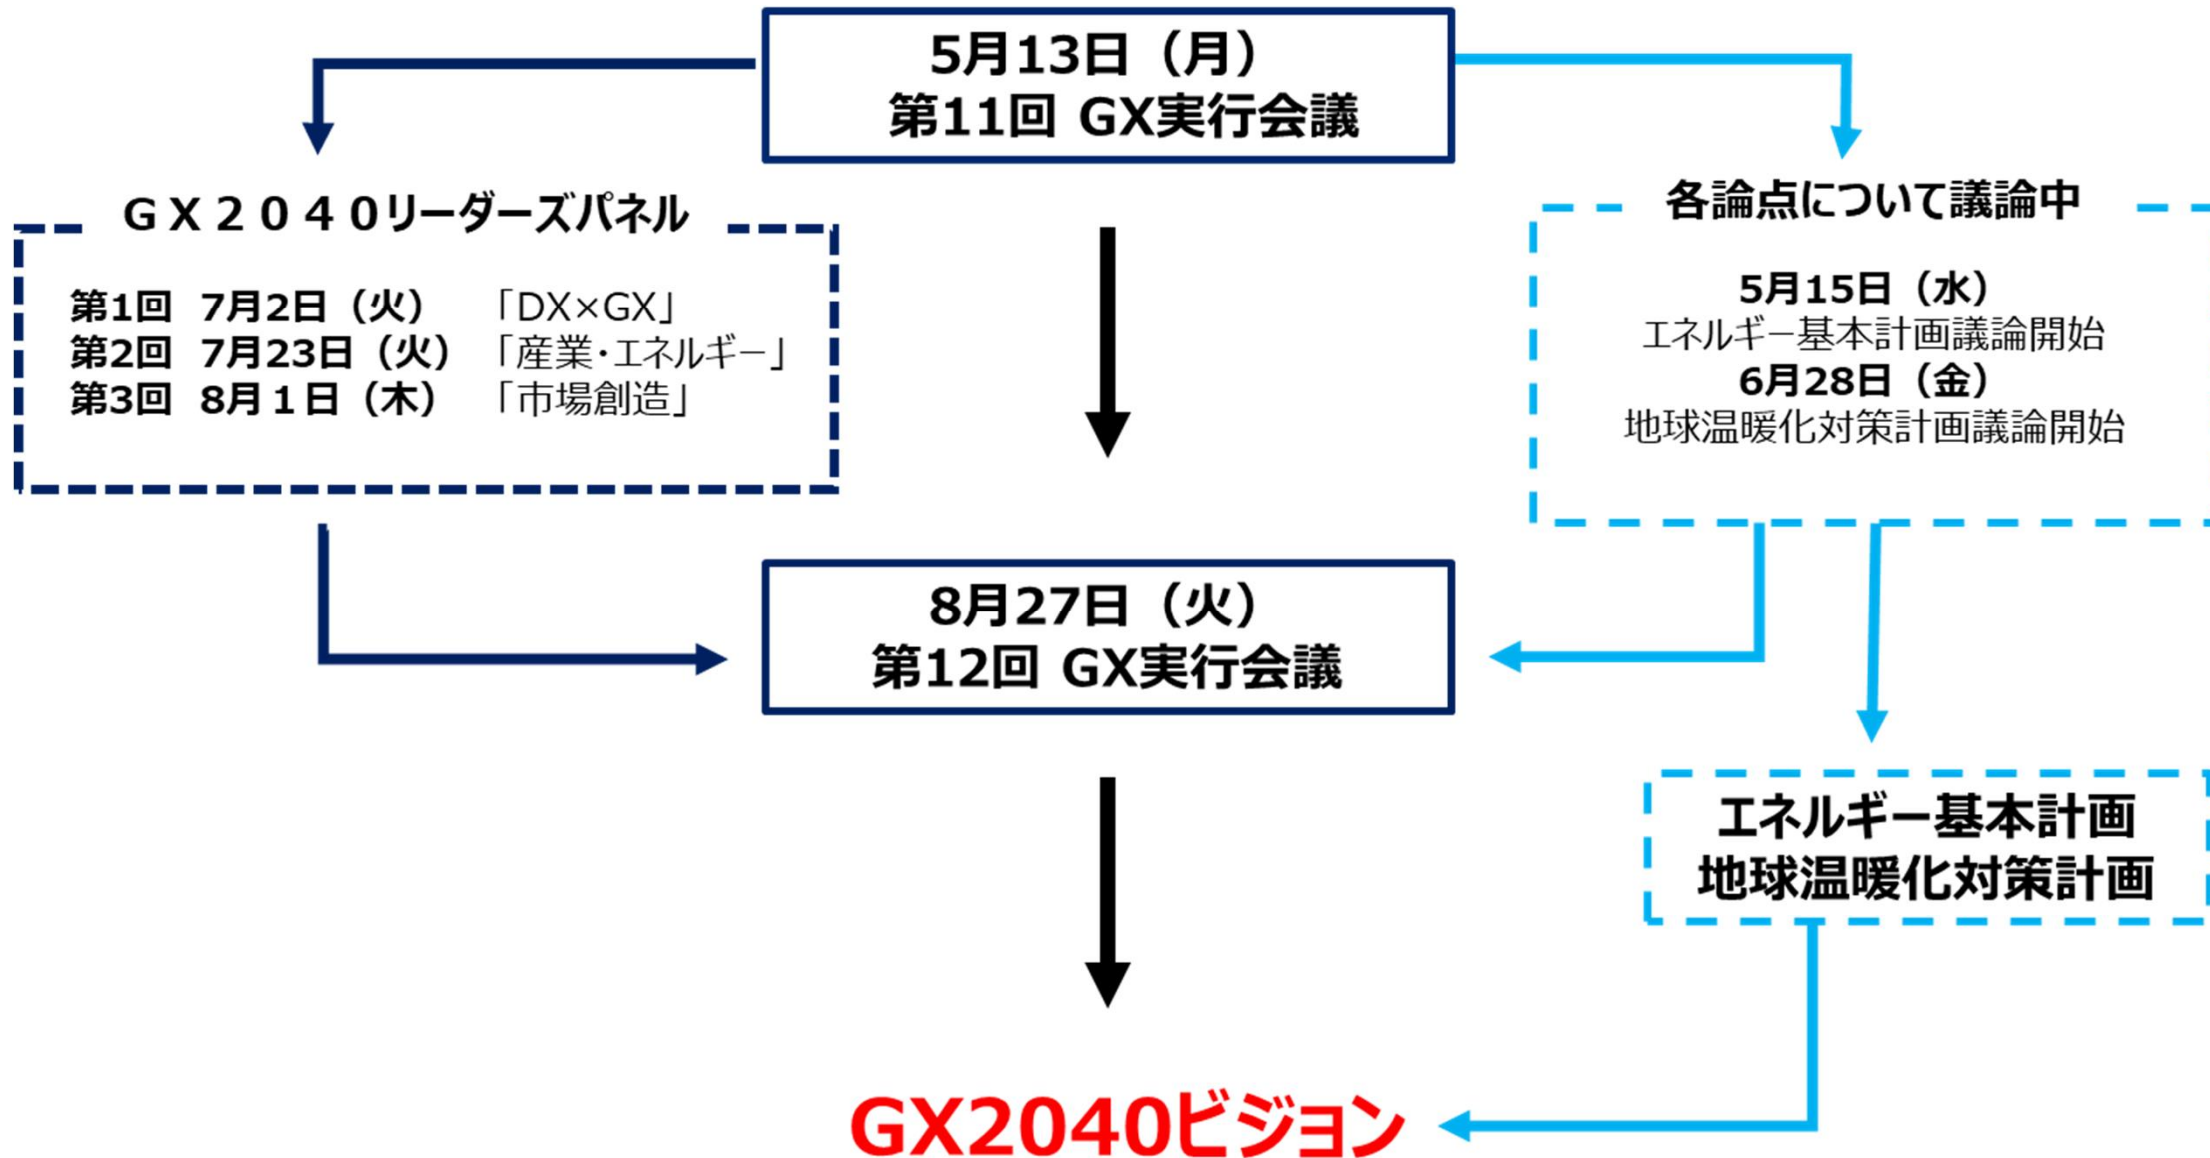 5月13日（月）
第11回 GX実行会議
ＧＸ２０４０リーダーズパネル
第1回 7月2日（火） 「DX×GX」
第2回 7月23日（火） 「産業・エネルギー」
第3回 8月１日（木） 「市場創造」
各論点について議論中
5月15日（水）
エネルギー基本計画議論開始
6月28日（金）
地球温暖化対策計画議論開始
8月27日（火）
第12回 GX実行会議
エネルギー基本計画
地球温暖化対策計画
GX2040ビジョン